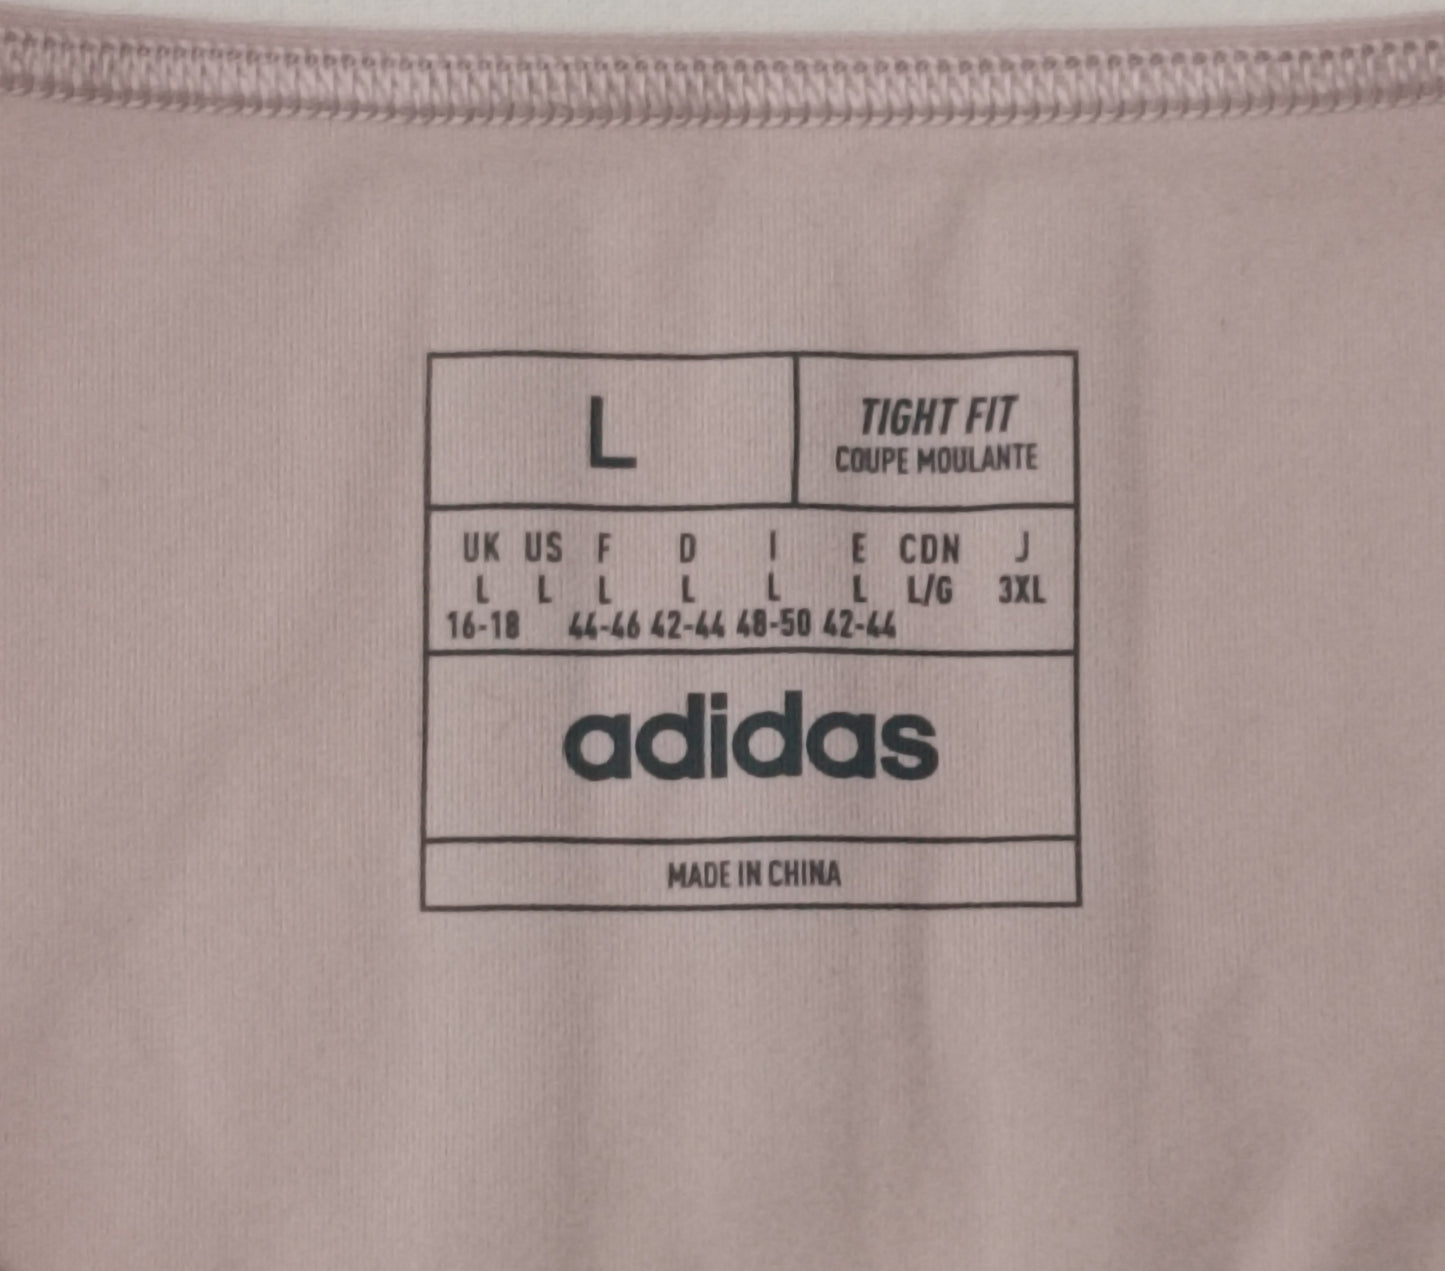 L
TIGHT FIT
COUPE MOULANTE
UK US F D I E CDN J
L L L L L L L/G 3XL
16-18 44-46 42-44 48-50 42-44
adidas
MADE IN CHINA